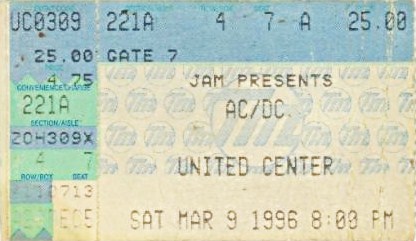 UC0309 221A 4 7 A 25.00
25.00 GATE 7
4.75 JAM PRESENTS
CONVENIENCE CHARGE
221A AC/DC
SECTION/AISLE
ZOH309X
4 7 UNITED CENTER
ROW/BOX SEAT
SAT MAR 9 1996 8:00 PM